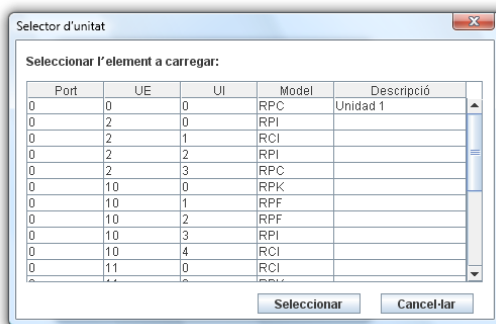 Selector d'unitat
Seleccionar l'element a carregar:
Port UE UI Model Descripció
0 0 0 RPC Unidad 1
0 2 0 RPI
0 2 1 RCI
0 2 2 RPI
0 2 3 RPC
0 10 0 RPK
0 10 1 RPF
0 10 2 RPF
0 10 3 RPI
0 10 4 RCI
0 11 0 RCI
Seleccionar Cancel·lar